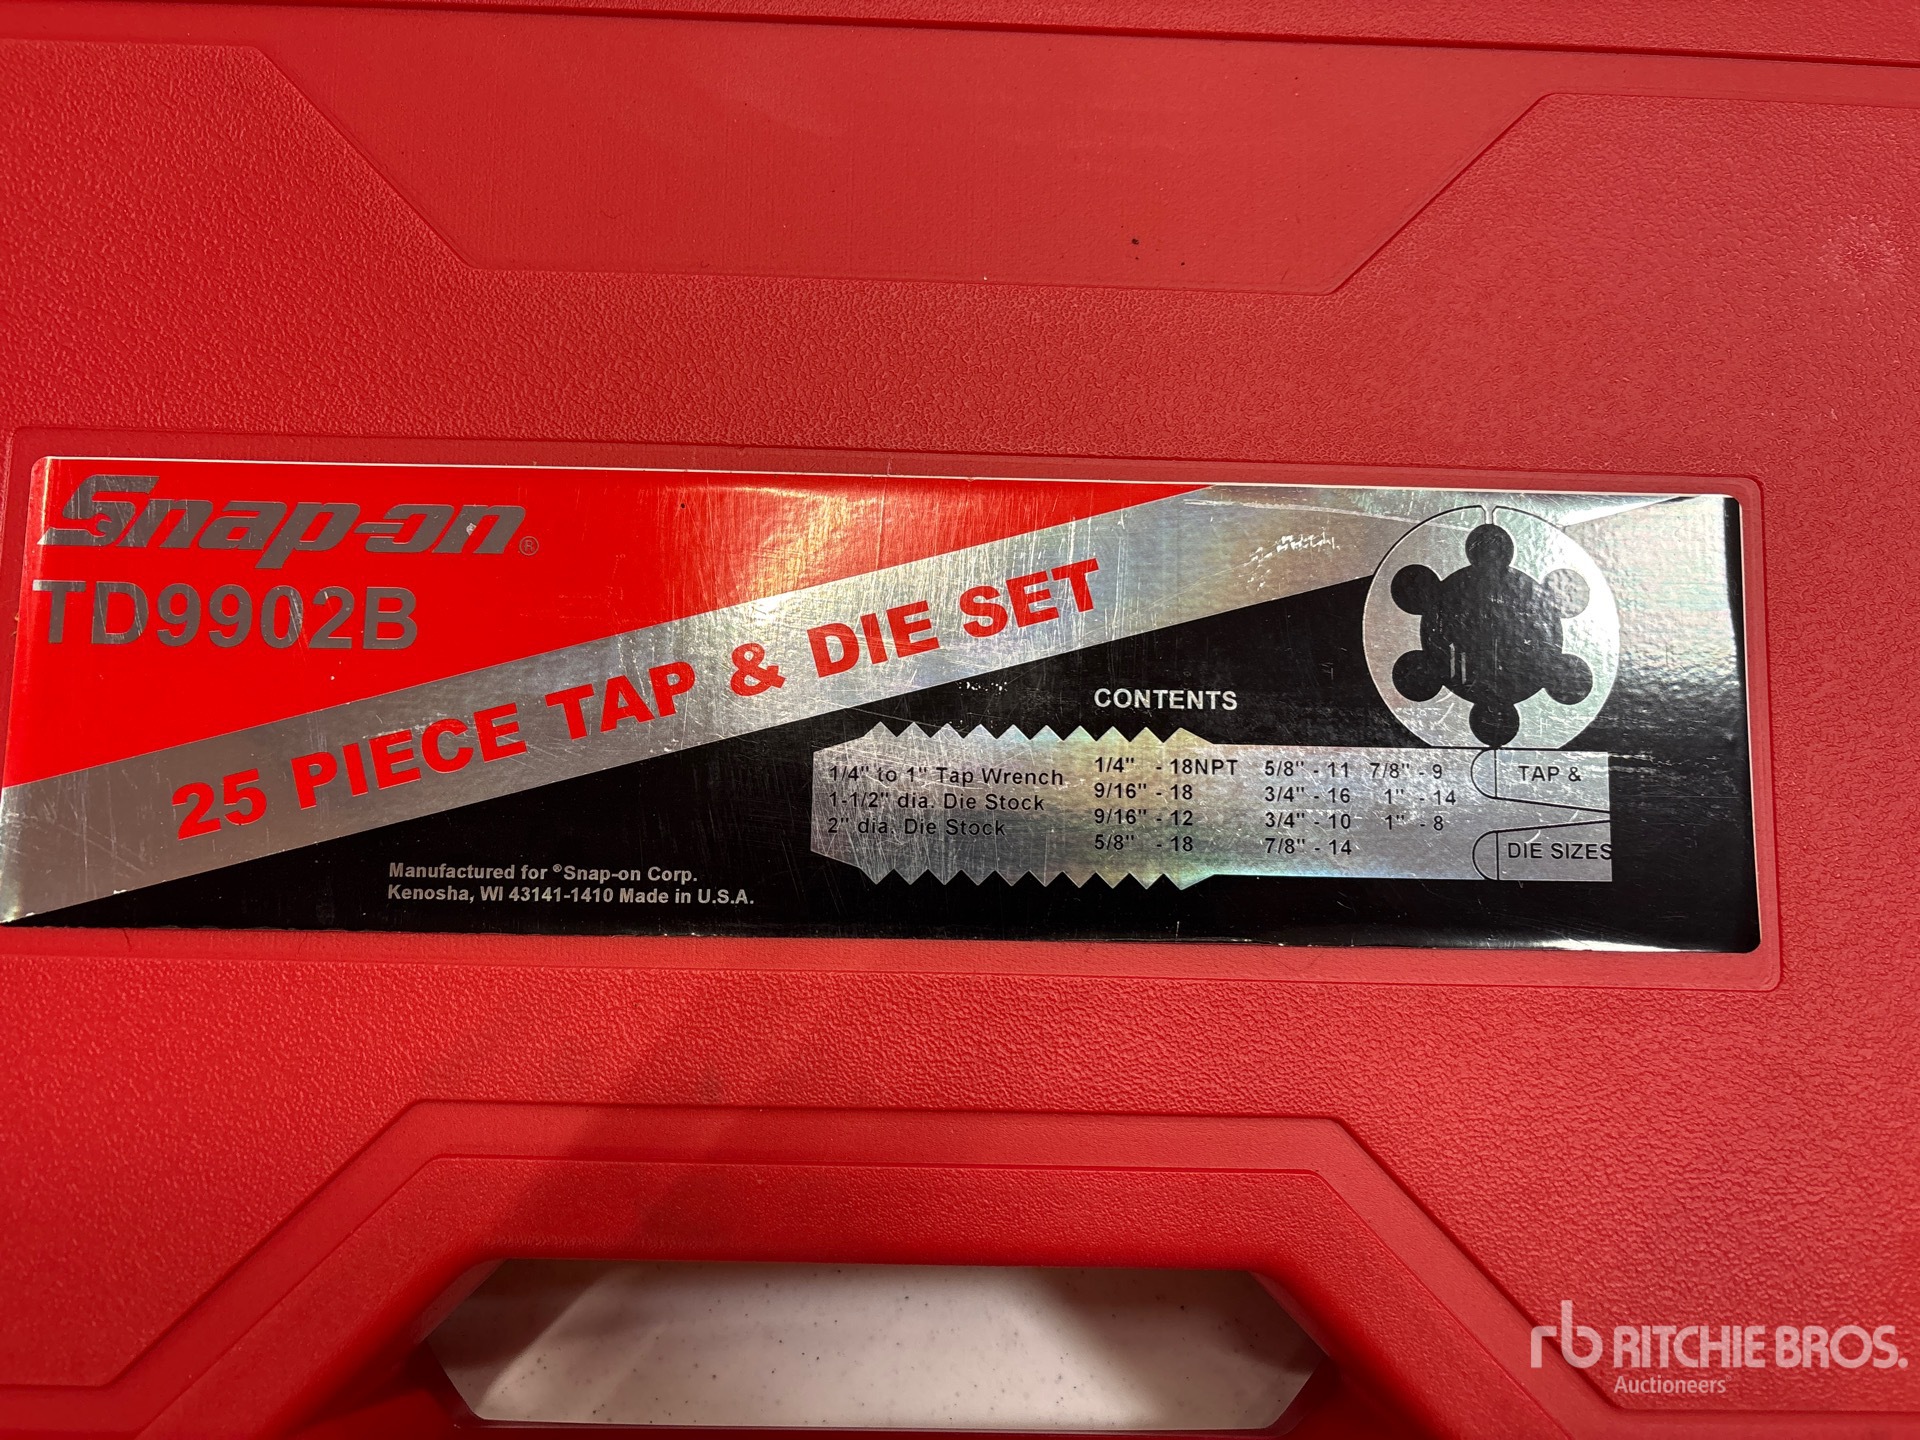 Snap-on®
TD9902B
25 PIECE TAP & DIE SET
CONTENTS
1/4" to 1" Tap Wrench
1-1/2" dia. Die Stock
2" dia. Die Stock
1/4" - 18NPT
9/16" - 18
9/16" - 12
5/8" - 18
5/8" - 11
3/4" - 16
3/4" - 10
7/8" - 14
7/8" - 9
1" - 14
1" - 8
TAP &
DIE SIZES
Manufactured for ®Snap-on Corp.
Kenosha, WI 43141-1410 Made in U.S.A.
rb RITCHIE BROS.
Auctioneers